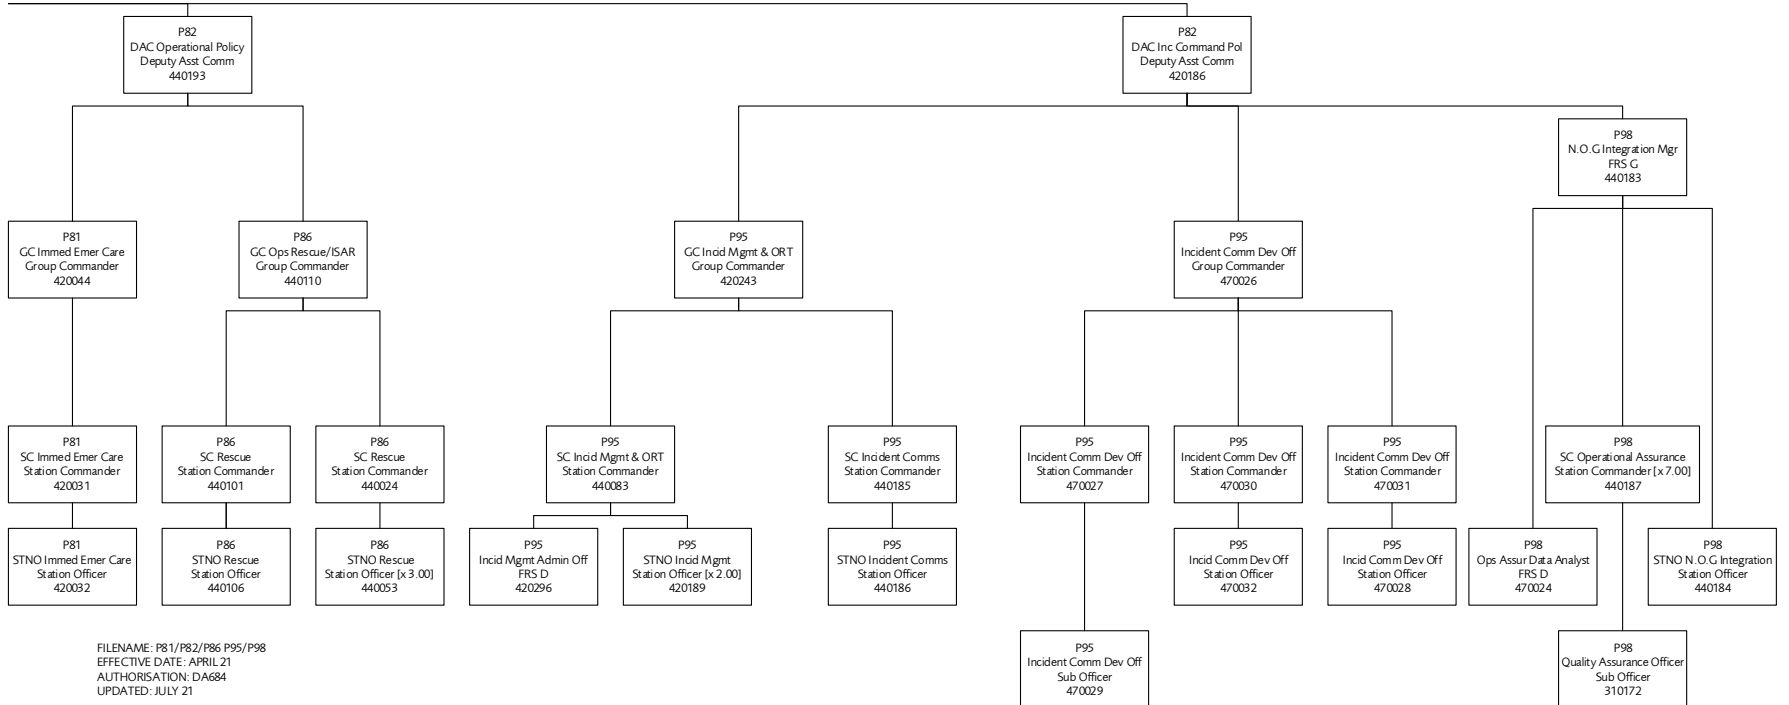 P82
DAC Operational Policy
Deputy Asst Comm
440193
P82
DAC Inc Command Pol
Deputy Asst Comm
420186
P98
N.O.G Integration Mgr
FRS G
440183
P81
GC Immed Emer Care
Group Commander
420044
P86
GC Ops Rescue/ISAR
Group Commander
440110
P95
GC Incid Mgmt & ORT
Group Commander
420243
P95
Incident Comm Dev Off
Group Commander
470026
P81
SC Immed Emer Care
Station Commander
420031
P86
SC Rescue
Station Commander
440101
P86
SC Rescue
Station Commander
440024
P95
SC Incid Mgmt & ORT
Station Commander
440083
P95
SC Incident Comms
Station Commander
440185
P95
Incident Comm Dev Off
Station Commander
470027
P95
Incident Comm Dev Off
Station Commander
470030
P95
Incident Comm Dev Off
Station Commander
470031
P98
SC Operational Assurance
Station Commander [x 7.00]
440187
P81
STNO Immed Emer Care
Station Officer
420032
P86
STNO Rescue
Station Officer
440106
P86
STNO Rescue
Station Officer [x 3.00]
440053
P95
Incid Mgmt Admin Off
FRS D
420296
P95
STNO Incid Mgmt
Station Officer [x 2.00]
420189
P95
STNO Incident Comms
Station Officer
440186
P95
Incid Comm Dev Off
Station Officer
470032
P95
Incid Comm Dev Off
Station Officer
470028
P98
Ops Assur Data Analyst
FRS D
470024
P98
STNO N.O.G Integration
Station Officer
440184
P95
Incident Comm Dev Off
Sub Officer
470029
P98
Quality Assurance Officer
Sub Officer
310172
FILENAME: P81/P82/P86 P95/P98
EFFECTIVE DATE: APRIL 21
AUTHORISATION: DA684
UPDATED: JULY 21